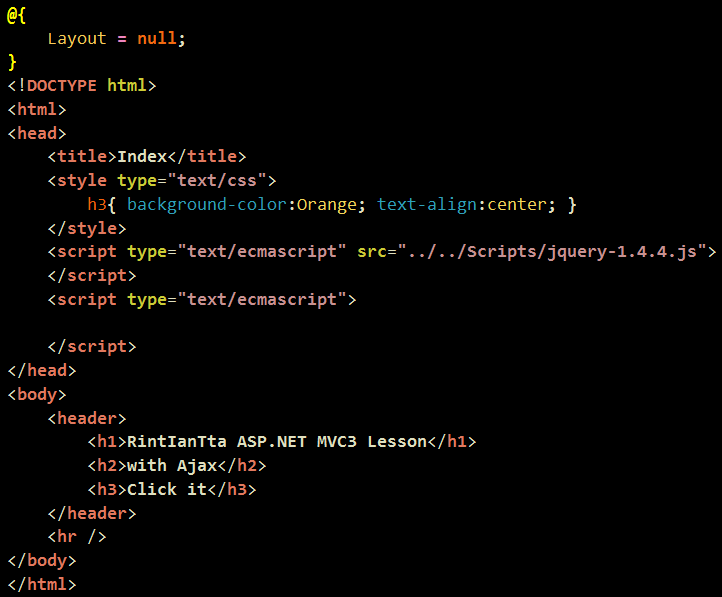 @{
    Layout = null;
}
<!DOCTYPE html>
<html>
<head>
    <title>Index</title>
    <style type="text/css">
        h3{ background-color:Orange; text-align:center; }
    </style>
    <script type="text/ecmascript" src="../../Scripts/jquery-1.4.4.js">
    </script>
    <script type="text/ecmascript">

    </script>
</head>
<body>
    <header>
        <h1>RintIanTta ASP.NET MVC3 Lesson</h1>
        <h2>with Ajax</h2>
        <h3>Click it</h3>
    </header>
    <hr />
</body>
</html>